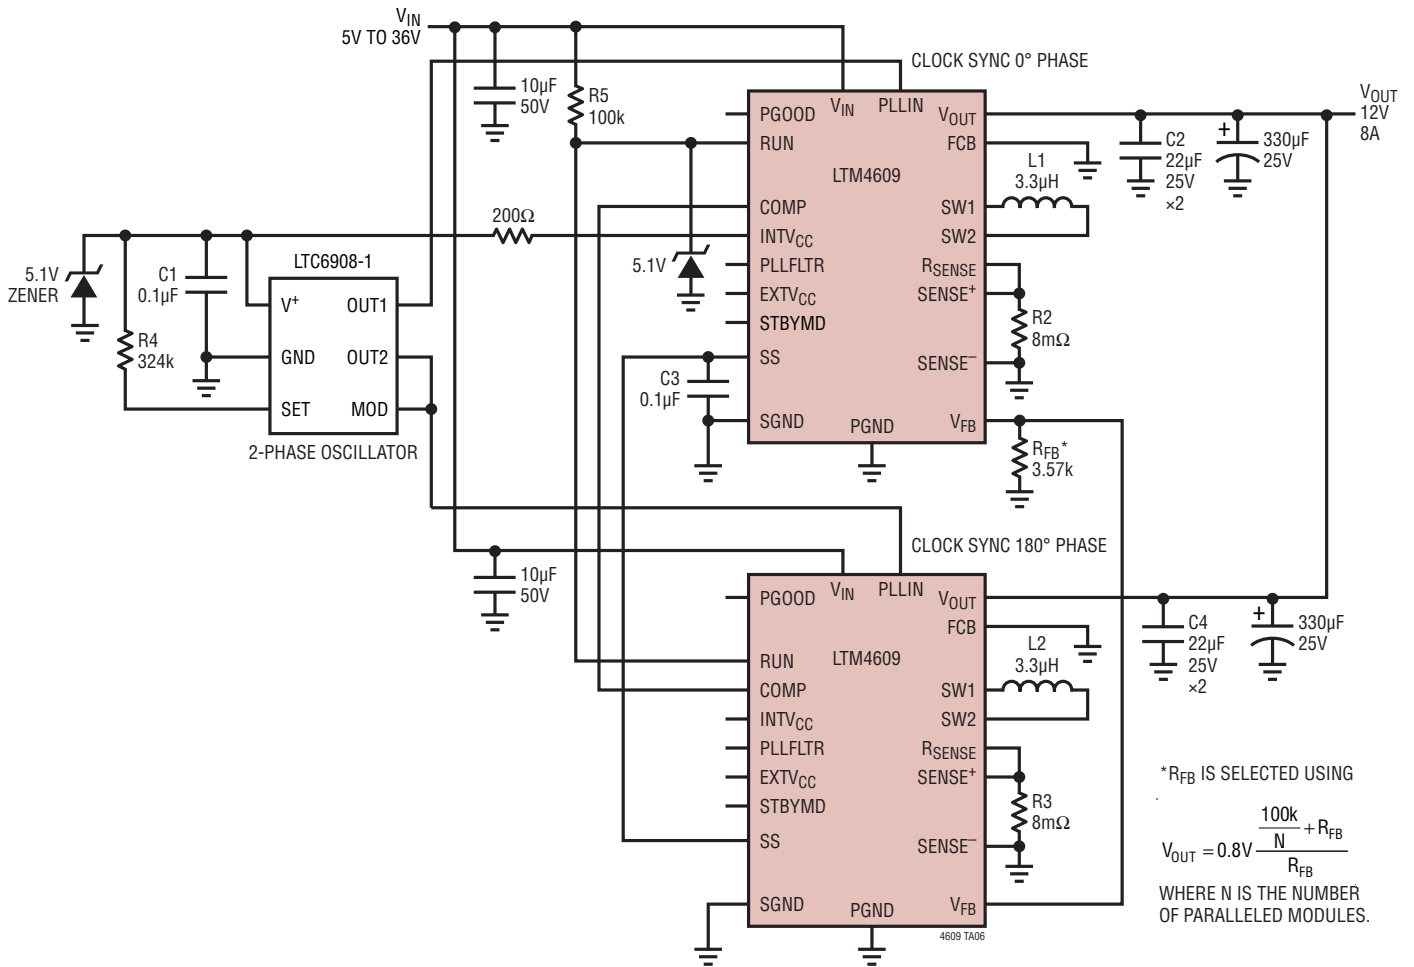 VIN
5V TO 36V
10µF
50V
R5
100k
CLOCK SYNC 0° PHASE
VOUT
12V
8A
PGOOD
VIN
PLLIN
VOUT
RUN
FCB
LTM4609
COMP
SW1
INTVCC
SW2
PLLFLTR
RSENSE
EXTVCC
SENSE+
STBYMD
SS
SENSE–
SGND
PGND
VFB
L1
3.3µH
C2
22µF
25V
×2
+
330µF
25V
200Ω
5.1V
ZENER
C1
0.1µF
R4
324k
LTC6908-1
V+
OUT1
GND
OUT2
SET
MOD
2-PHASE OSCILLATOR
5.1V
C3
0.1µF
R2
8mΩ
RFB*
3.57k
10µF
50V
CLOCK SYNC 180° PHASE
PGOOD
VIN
PLLIN
VOUT
FCB
RUN
LTM4609
COMP
SW1
INTVCC
SW2
PLLFLTR
RSENSE
EXTVCC
SENSE+
STBYMD
SS
SENSE–
SGND
PGND
VFB
4609 TA06
L2
3.3µH
C4
22µF
25V
×2
+
330µF
25V
R3
8mΩ
*RFB IS SELECTED USING
100k
N
+ RFB
VOUT = 0.8V
RFB
WHERE N IS THE NUMBER
OF PARALLELED MODULES.